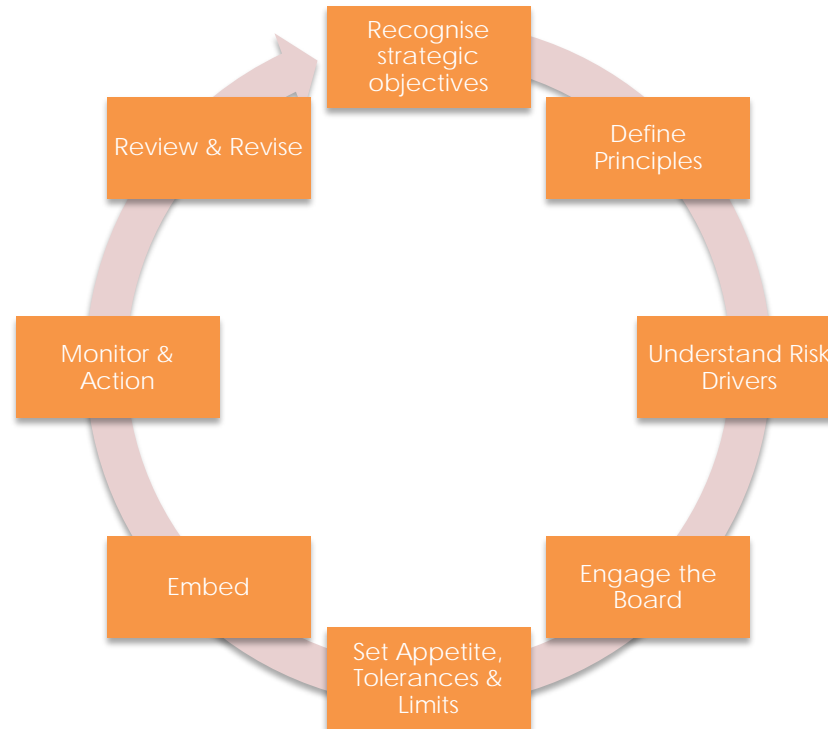 Recognise
strategic
objectives
Define
Principles
Understand Risk
Drivers
Engage the
Board
Set Appetite,
Tolerances &
Limits
Embed
Monitor &
Action
Review & Revise